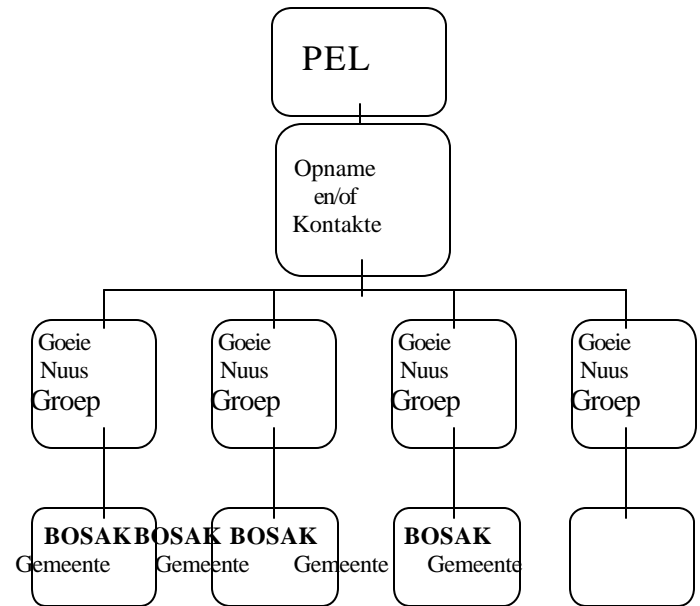 PEL
Opname
en/of
Kontakte
Goeie
Nuus
Groep
Goeie
Nuus
Groep
Goeie
Nuus
Groep
Goeie
Nuus
Groep
BOSAK BOSAK BOSAK BOSAK
Gemeente Gemeente Gemeente Gemeente